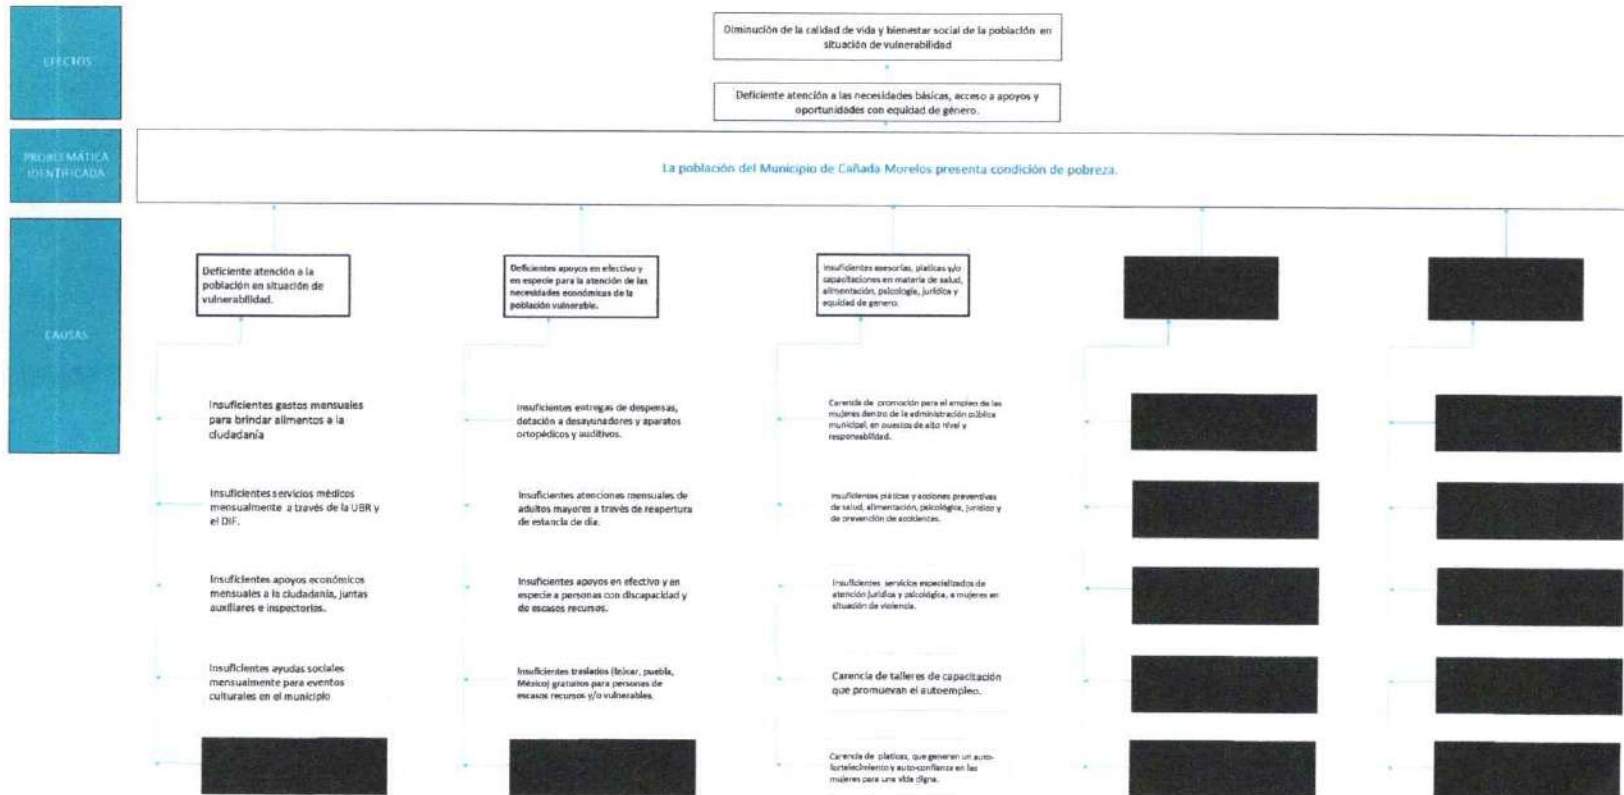 EFECTOS
Diminución de la calidad de vida y bienestar social de la población en
situación de vulnerabilidad
Deficiente atención a las necesidades básicas, acceso a apoyos y
oportunidades con equidad de género.
PROBLEMÁTICA
IDENTIFICADA
La población del Municipio de Cañada Morelos presenta condición de pobreza.
CAUSAS
Deficiente atención a la
población en situación de
vulnerabilidad.
Insuficientes gastos mensuales
para brindar alimentos a la
ciudadanía
Insuficientes servicios médicos
mensualmente a través de la UBR y
el DIF.
Insuficientes apoyos económicos
mensuales a la ciudadanía, juntas
auxiliares e inspectorías.
Insuficientes ayudas sociales
mensualmente para eventos
culturales en el municipio
Deficientes apoyos en efectivo y
en especie para la atención de las
necesidades económicas de la
población vulnerable.
Insuficientes entregas de despensas,
dotación a desayunadores y aparatos
ortopédicos y auditivos.
Insuficientes atenciones mensuales de
adultos mayores a través de reapertura
de estancia de día.
Insuficientes apoyos en efectivo y en
especie a personas con discapacidad y
de escasos recursos.
Insuficientes traslados (Izúcar, puebla,
México) gratuitos para personas de
escasos recursos y/o vulnerables.
Insuficientes asesorías, platicas y/o
capacitaciones en materia de salud,
alimentación, psicología, jurídica y
equidad de genero.
Carencia de promoción para el empleo de las
mujeres dentro de la administración pública
municipal, en puestos de alto nivel y
responsabilidad.
Insuficientes pláticas y acciones preventivas
de salud, alimentación, psicológica, jurídico y
de prevención de accidentes.
Insuficientes servicios especializados de
atención jurídica y psicológica, a mujeres en
situación de violencia.
Carencia de talleres de capacitación
que promuevan el autoempleo.
Carencia de platicas, que generen un auto-
fortelecimiento y auto-confianza en las
mujeres para una vida digna.